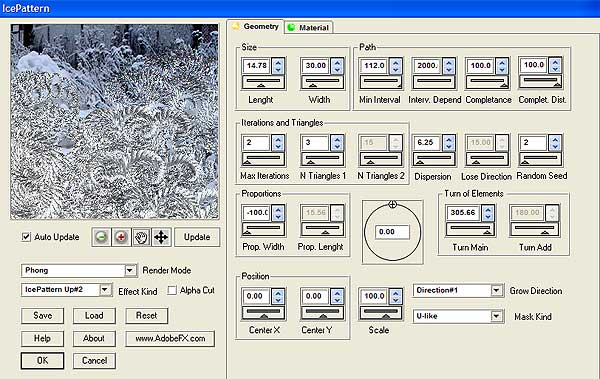 IcePattern
Geometry Material
Size Path
14.78 30.00 112.0 2000. 100.0 100.0
Lenght Width Min Interval Interv. Depend Completance Complet. Dist.
Iterations and Triangles
2 3 15 6.25 15.00 2
Max Iterations N Triangles 1 N Triangles 2 Dispersion Lose Direction Random Seed
Proportions Turn of Elements
-100.0 15.56 0.00 305.66 180.00
Prop. Width Prop. Lenght Turn Main Turn Add
Auto Update Update
Phong Render Mode
IcePattern Up#2 Effect Kind Alpha Cut
Position
0.00 0.00 100.0 Direction#1 Grow Direction
Center X Center Y Scale U-like Mask Kind
Save Load Reset
Help About www.AdobeFX.com
OK Cancel